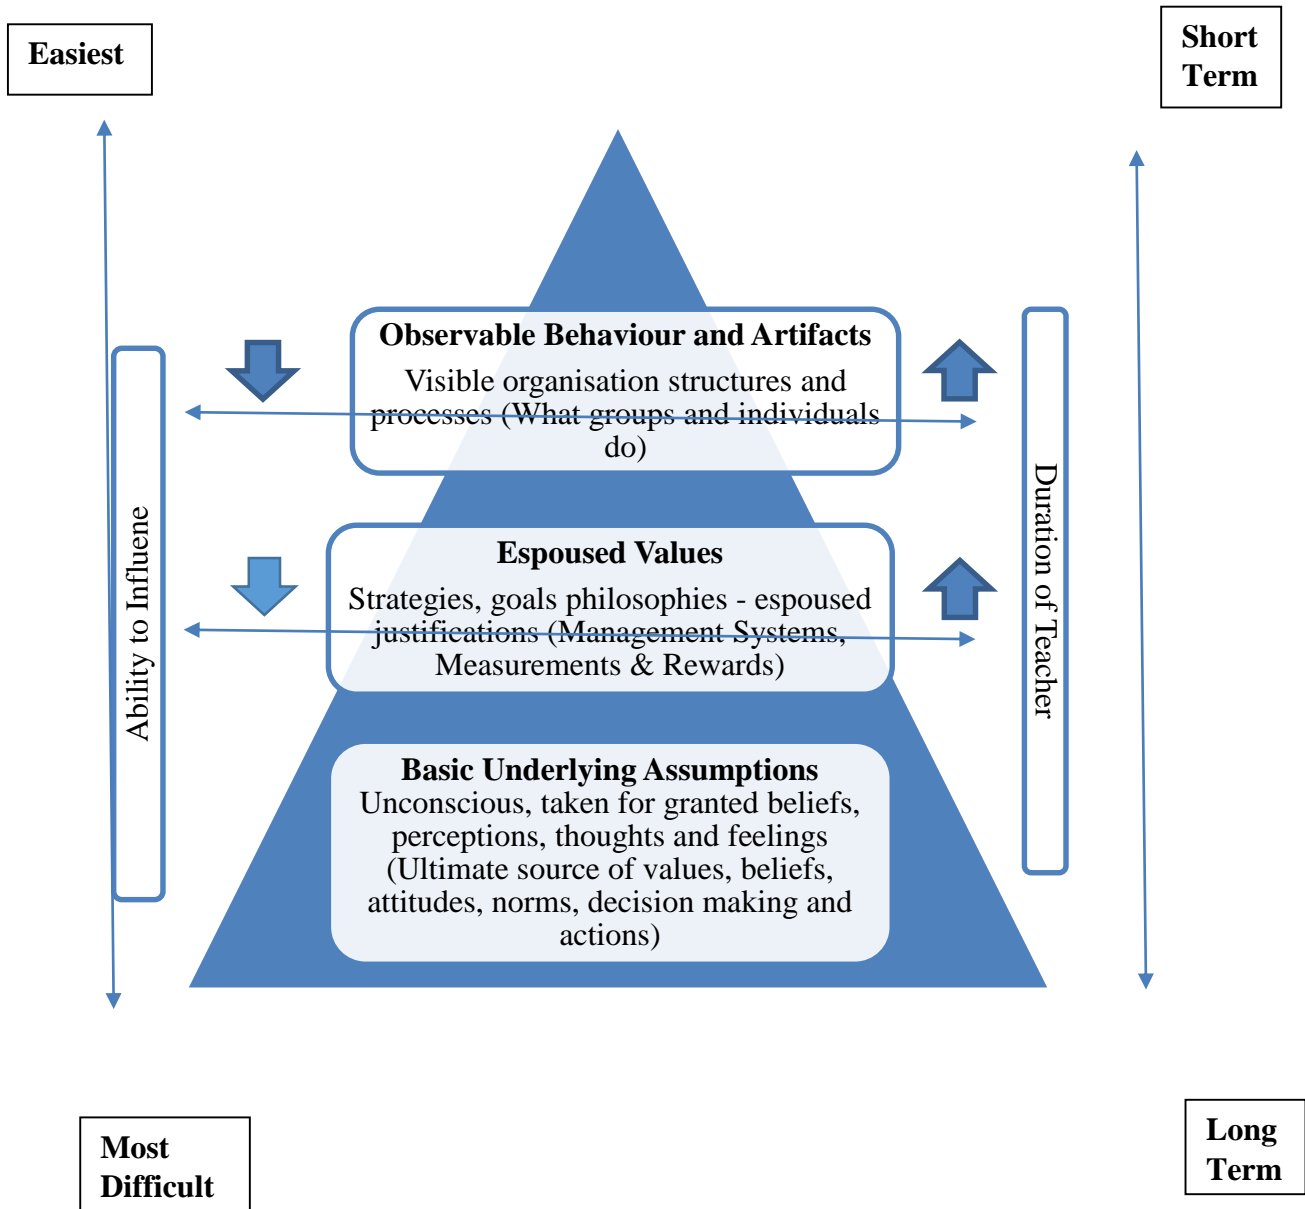 Easiest
Short
Term
Observable Behaviour and Artifacts
Visible organisation structures and
processes (What groups and individuals
do)
Ability to Influene
Duration of Teacher
Espoused Values
Strategies, goals philosophies - espoused
justifications (Management Systems,
Measurements & Rewards)
Basic Underlying Assumptions
Unconscious, taken for granted beliefs,
perceptions, thoughts and feelings
(Ultimate source of values, beliefs,
attitudes, norms, decision making and
actions)
Most
Difficult
Long
Term